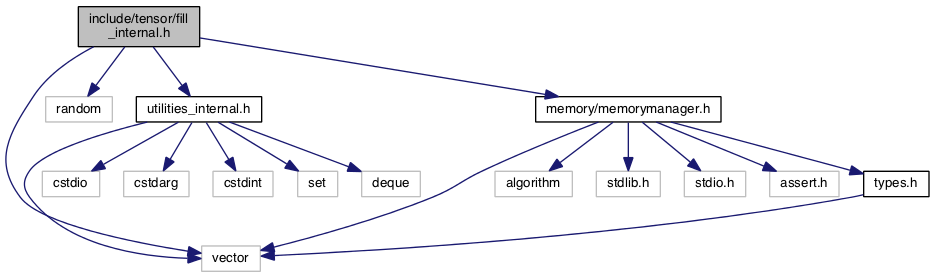 include/tensor/fill
_internal.h
random
utilities_internal.h
memory/memorymanager.h
cstdio
cstdarg
cstdint
set
deque
algorithm
stdlib.h
stdio.h
assert.h
types.h
vector